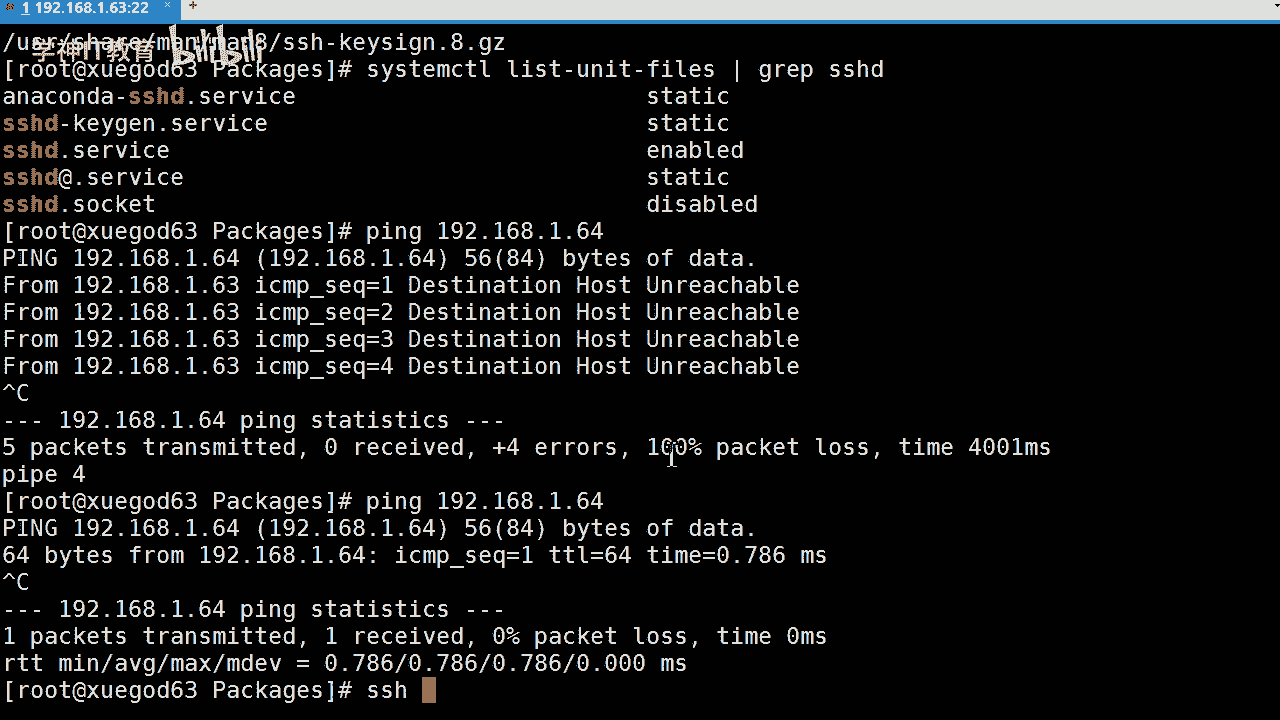 1 192.168.1.63:22 × +
/usr/share/man/man8/ssh-keysign.8.gz
学神IT教育 bilibili
[root@xuegod63 Packages]# systemctl list-unit-files | grep sshd
anaconda-sshd.service static
sshd-keygen.service static
sshd.service enabled
sshd@.service static
sshd.socket disabled
[root@xuegod63 Packages]# ping 192.168.1.64
PING 192.168.1.64 (192.168.1.64) 56(84) bytes of data.
From 192.168.1.63 icmp_seq=1 Destination Host Unreachable
From 192.168.1.63 icmp_seq=2 Destination Host Unreachable
From 192.168.1.63 icmp_seq=3 Destination Host Unreachable
From 192.168.1.63 icmp_seq=4 Destination Host Unreachable
^C
--- 192.168.1.64 ping statistics ---
5 packets transmitted, 0 received, +4 errors, 100% packet loss, time 4001ms
pipe 4
[root@xuegod63 Packages]# ping 192.168.1.64
PING 192.168.1.64 (192.168.1.64) 56(84) bytes of data.
64 bytes from 192.168.1.64: icmp_seq=1 ttl=64 time=0.786 ms
^C
--- 192.168.1.64 ping statistics ---
1 packets transmitted, 1 received, 0% packet loss, time 0ms
rtt min/avg/max/mdev = 0.786/0.786/0.786/0.000 ms
[root@xuegod63 Packages]# ssh